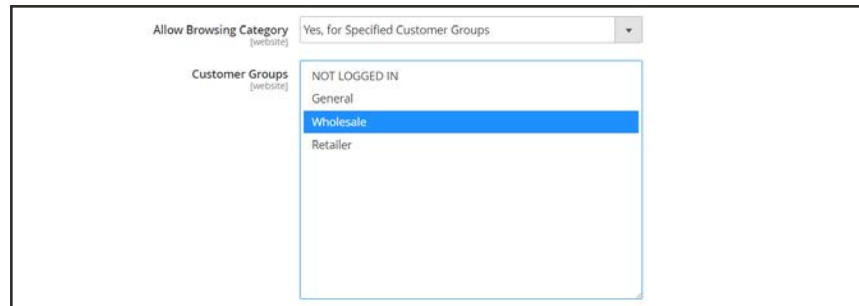 Allow Browsing Category
Yes, for Specified Customer Groups
[website]
Customer Groups
[website]
NOT LOGGED IN
General
Wholesale
Retailer